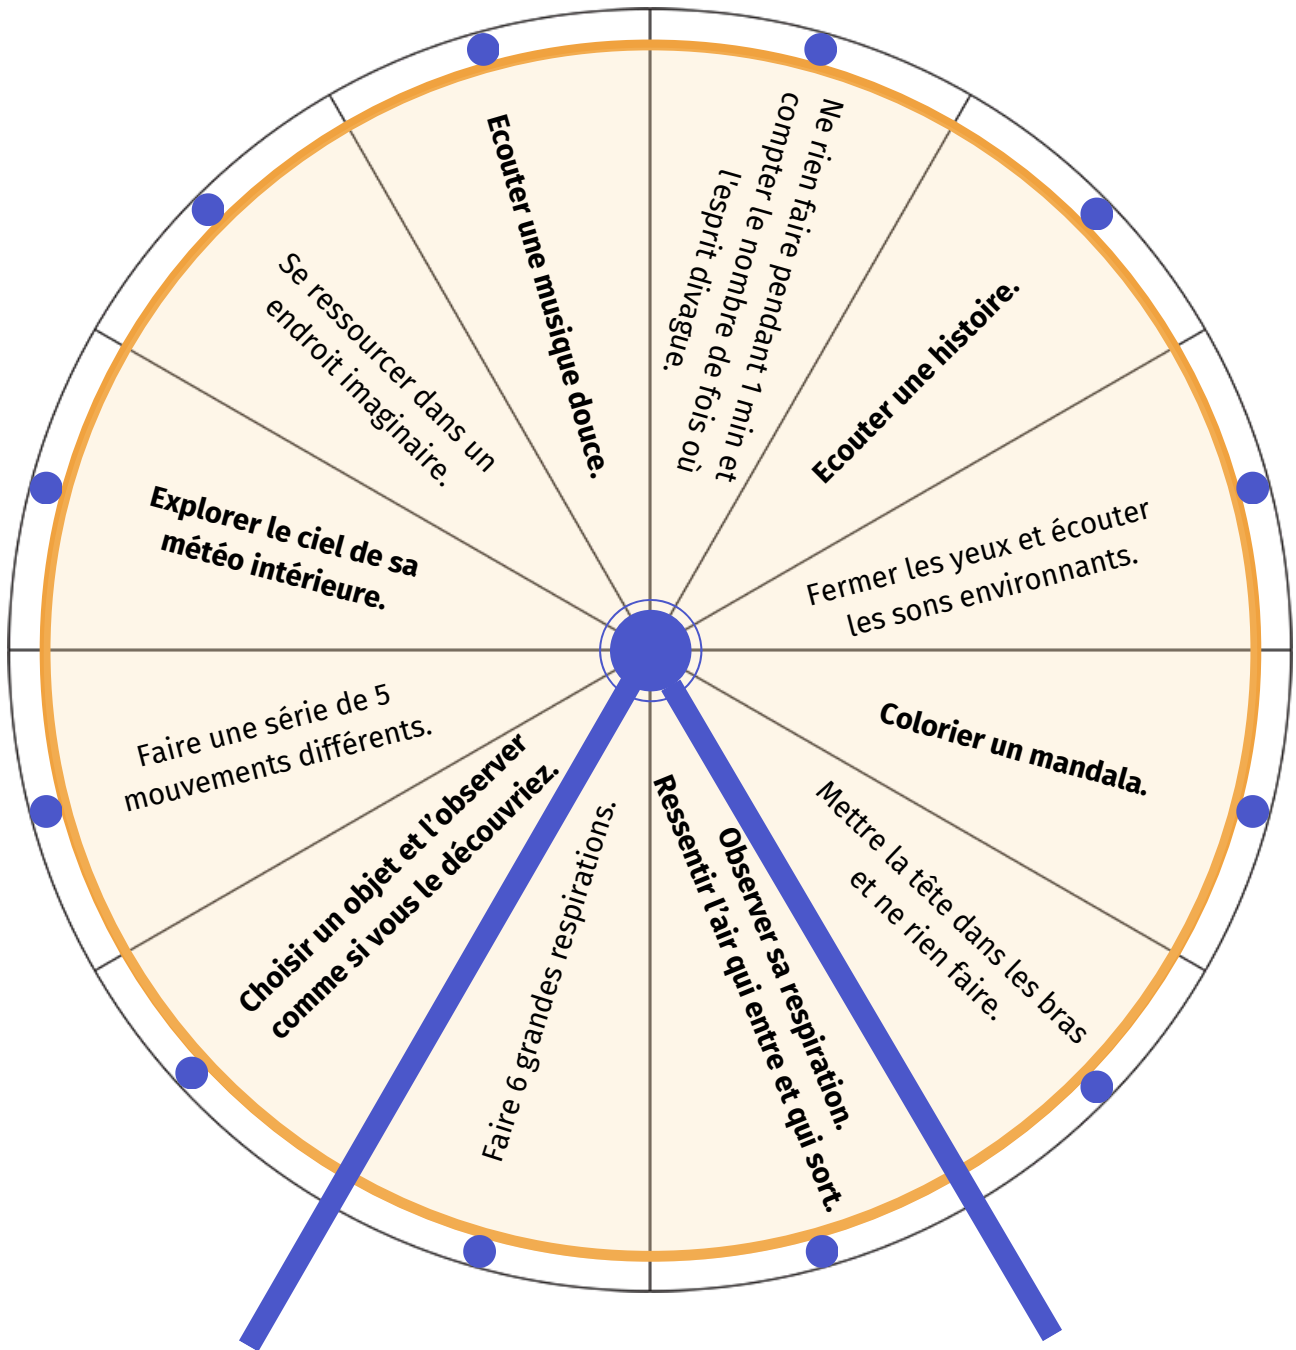 Ne rien faire pendant 1 min et
compter le nombre de fois où
l'esprit divague.
Ecouter une histoire.
Fermer les yeux et écouter
les sons environnants.
Colorier un mandala.
Mettre la tête dans les bras
et ne rien faire.
Observer sa respiration.
Ressentir l'air qui entre et qui sort.
Faire 6 grandes respirations.
Choisir un objet et l'observer
comme si vous le découvriez.
Faire une série de 5
mouvements différents.
Explorer le ciel de sa
météo intérieure.
Se ressourcer dans un
endroit imaginaire.
Ecouter une musique douce.